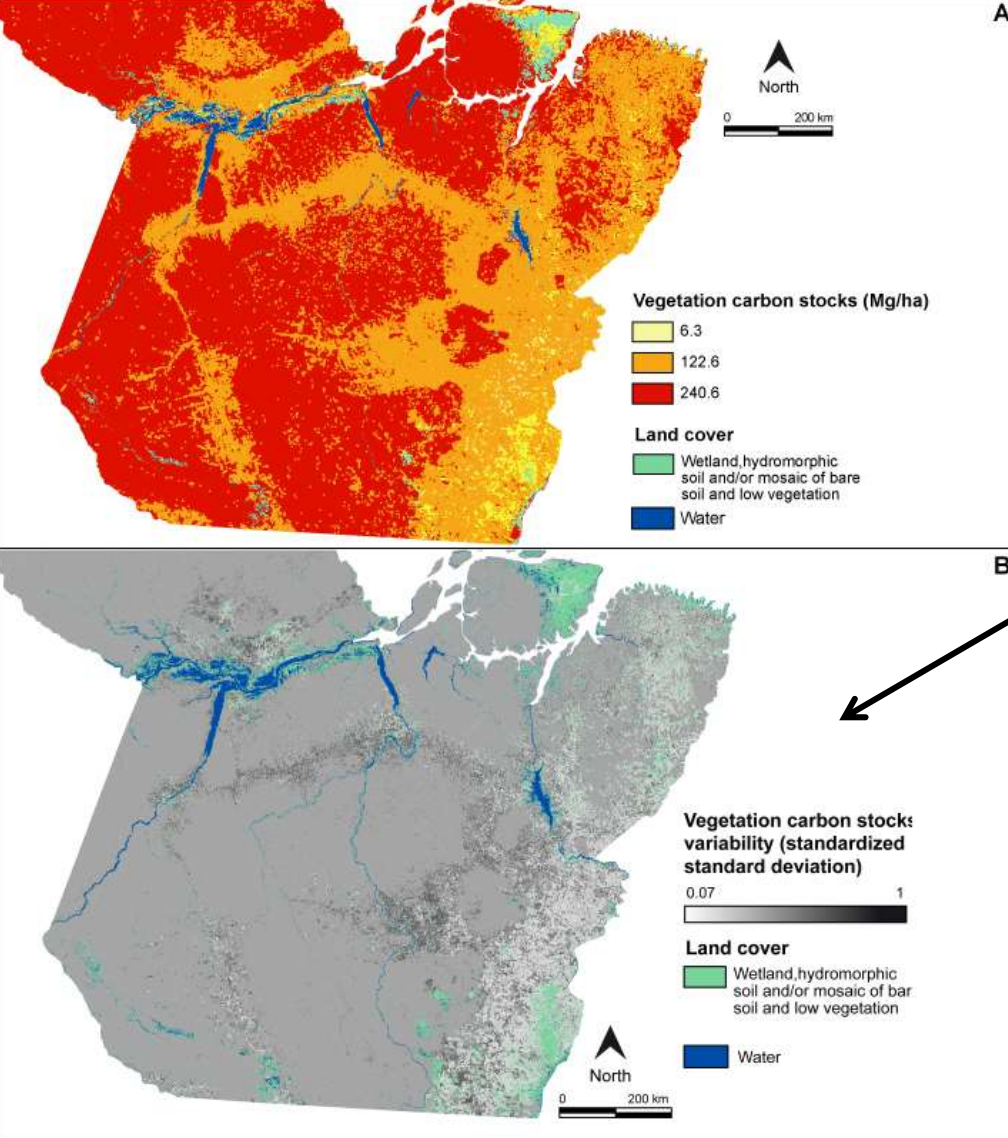 A
North
0 200 km
Vegetation carbon stocks (Mg/ha)
6.3
122.6
240.6
Land cover
Wetland,hydromorphic
soil and/or mosaic of bare
soil and low vegetation
Water
B
Vegetation carbon stocks
variability (standardized
standard deviation)
0.07 1
Land cover
Wetland,hydromorphic
soil and/or mosaic of bar
soil and low vegetation
Water
North
0 200 km